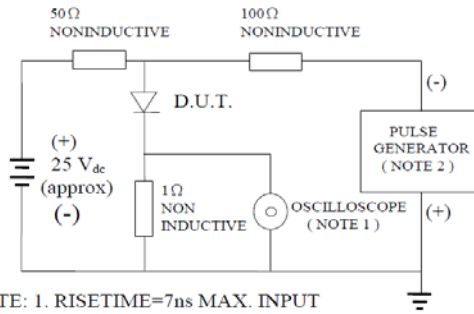 50Ω
NONINDUCTIVE
100Ω
NONINDUCTIVE
D.U.T.
(-)
PULSE
GENERATOR
( NOTE 2 )
(+)
(+)
25 Vdc
(approx)
(-)
1Ω
NON
INDUCTIVE
OSCILLOSCOPE
( NOTE 1 )
TE: 1. RISETIME=7ns MAX. INPUT